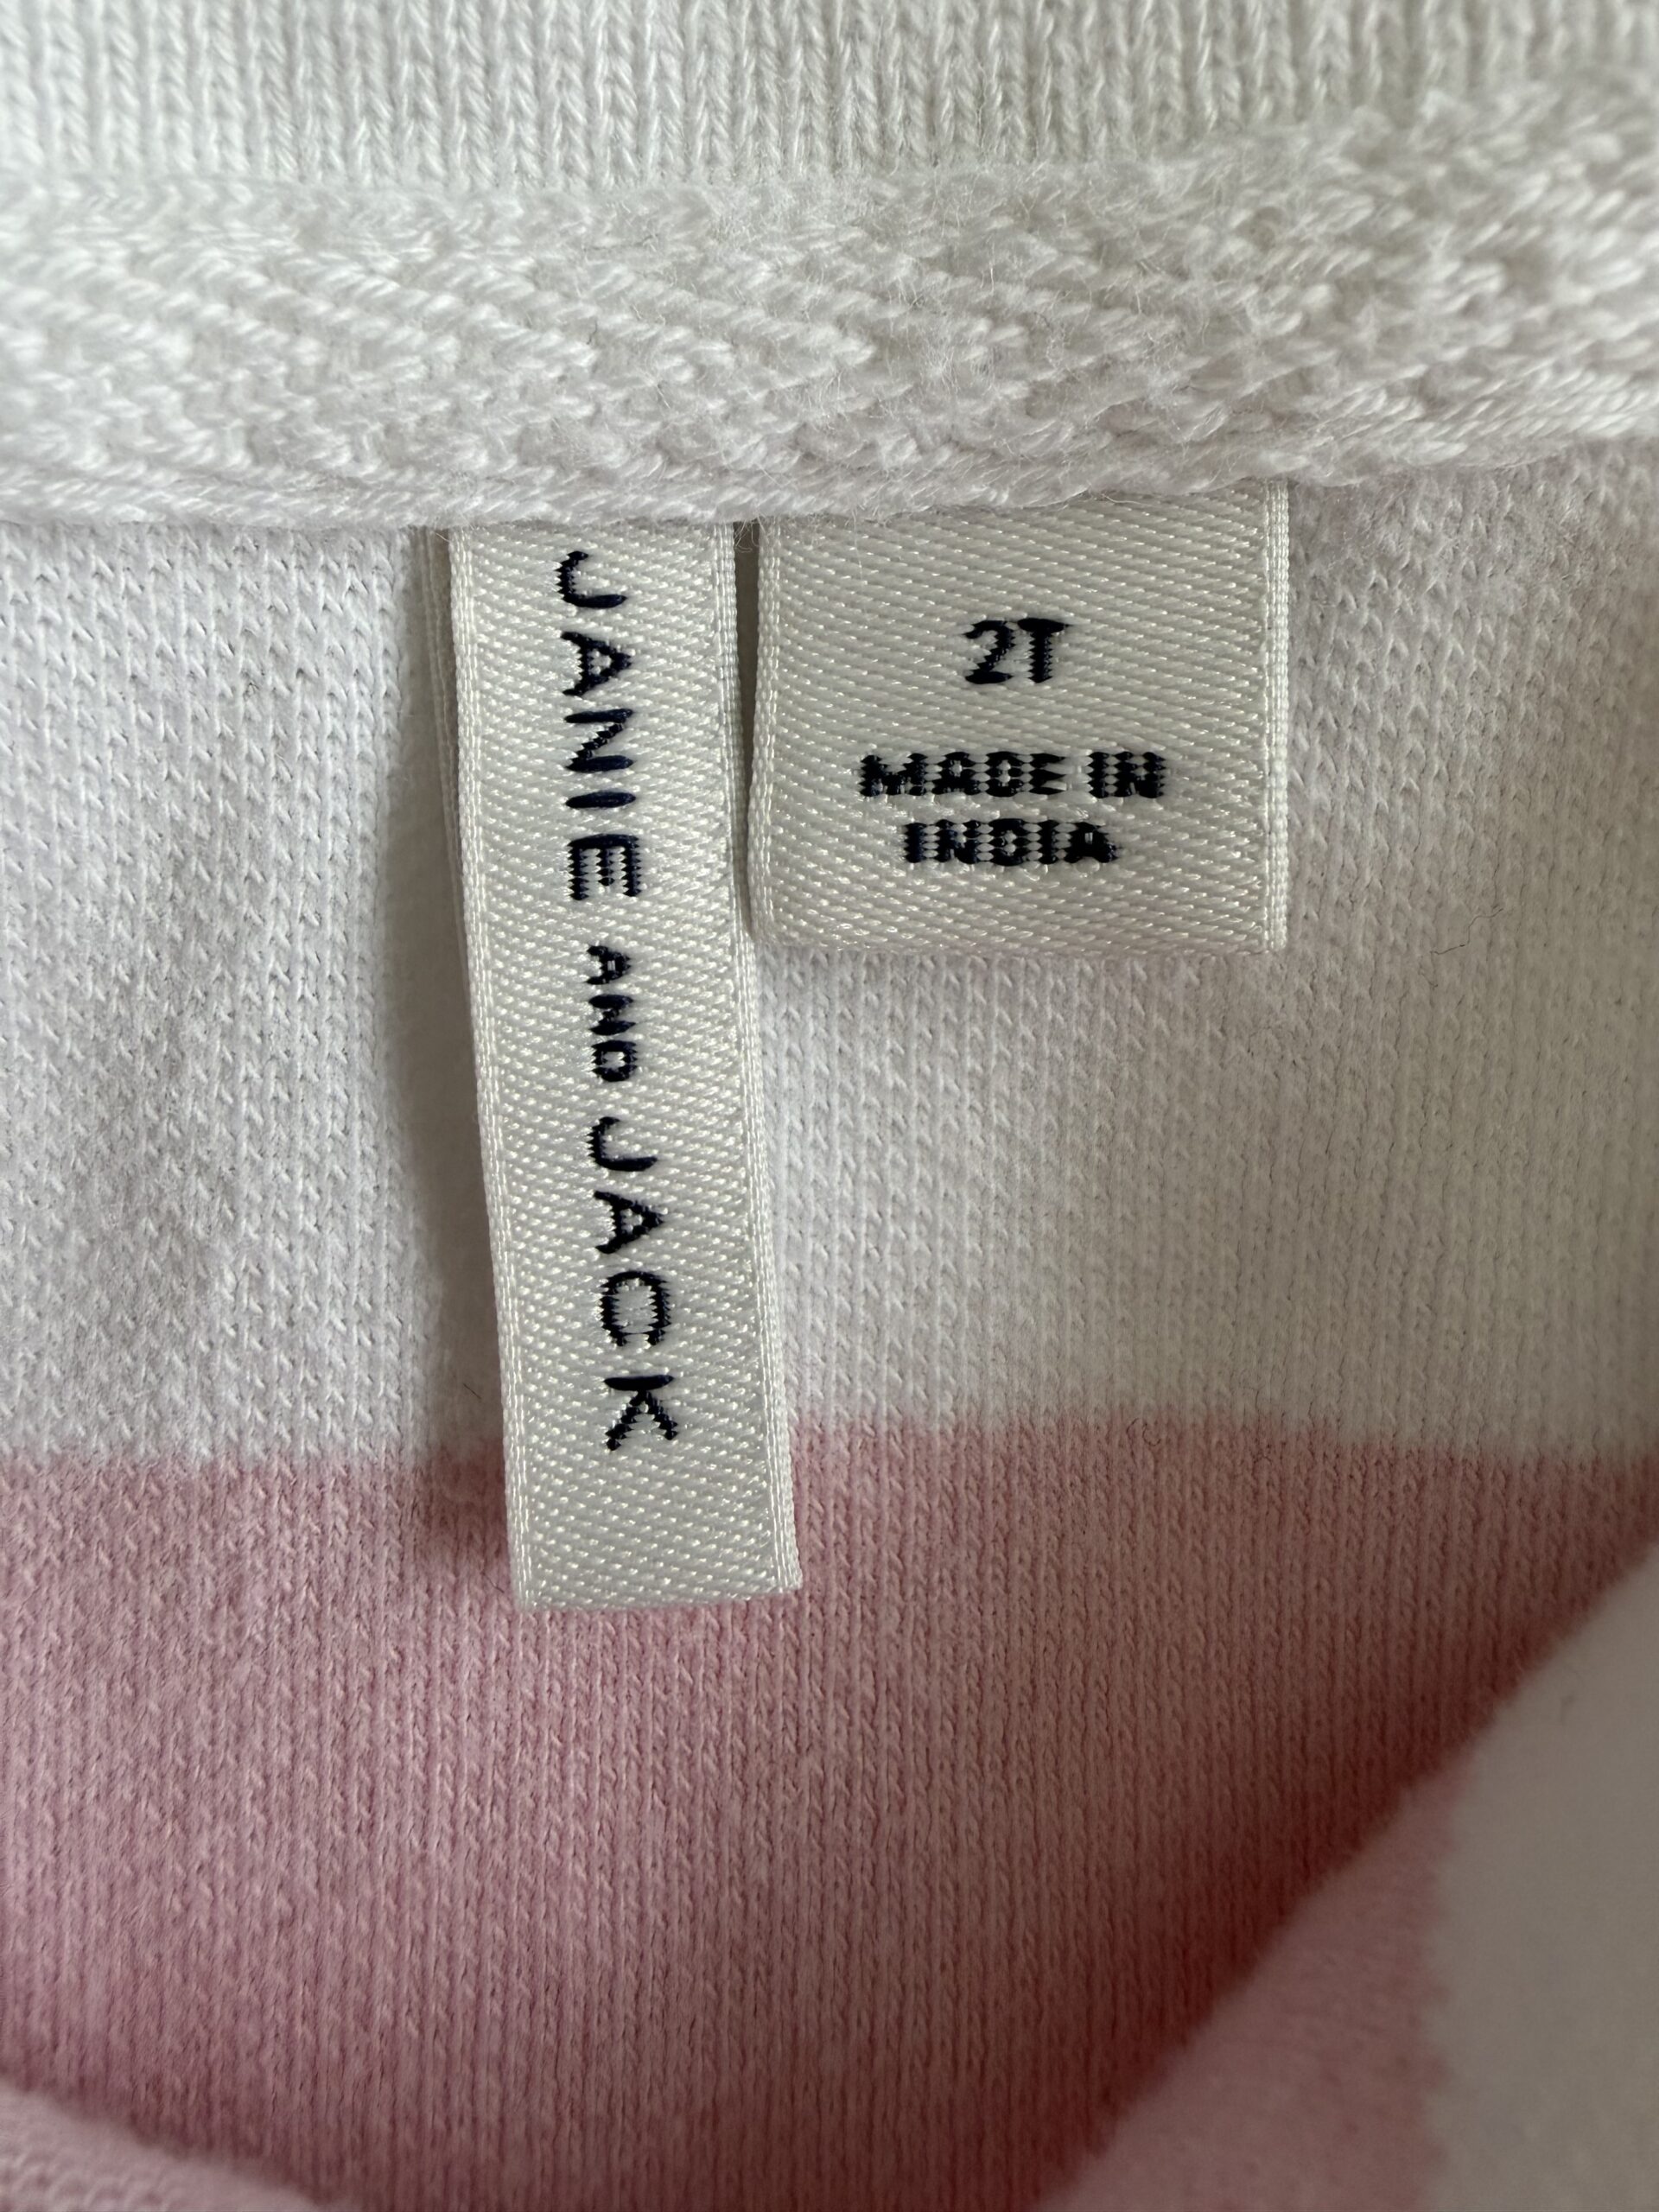 JANIE AND JACK
2T
MADE IN
INDIA